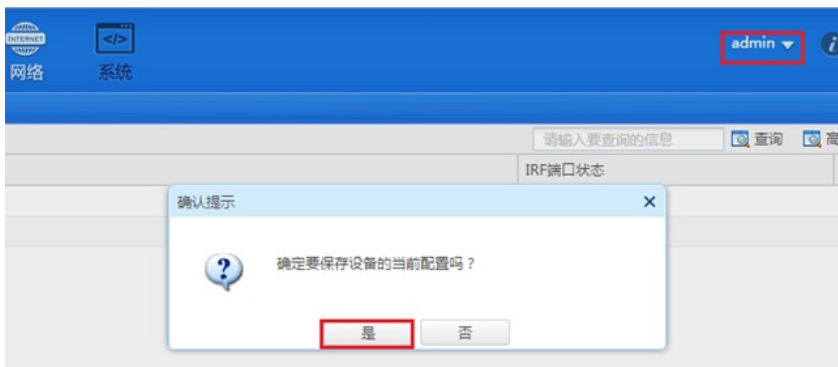 INTERNET
</>
admin
i
网络
系统
请输入要查询的信息
查询
高
IRF端口状态
确认提示
确定要保存设备的当前配置吗？
是
否